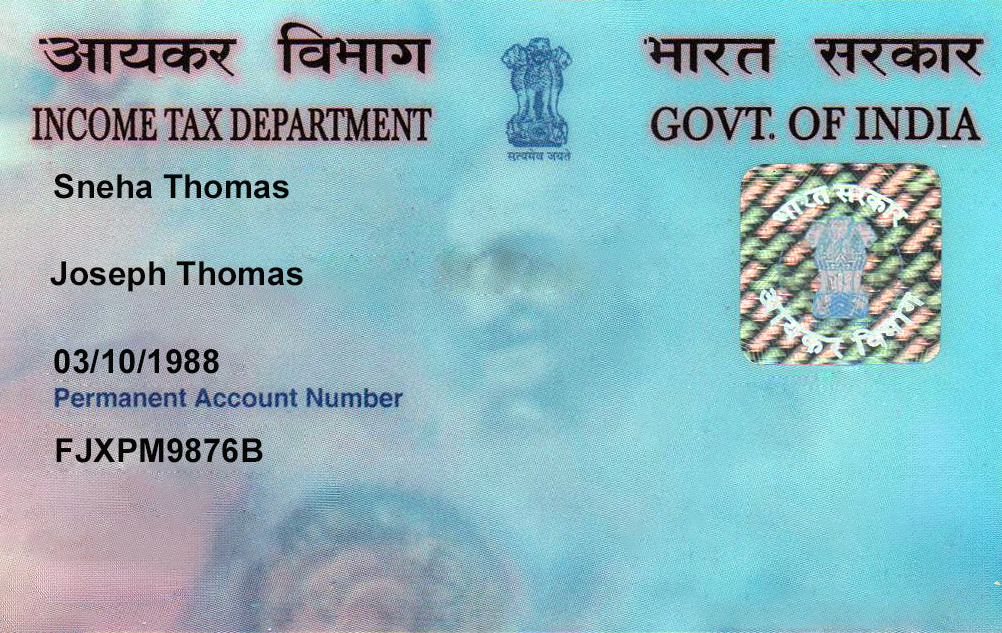 आयकर विभाग
भारत सरकार
INCOME TAX DEPARTMENT
GOVT. OF INDIA
सत्यमेव जयते
Sneha Thomas
भारत सरकार
आयकर विभाग
Joseph Thomas
03/10/1988
Permanent Account Number
FJXPM9876B